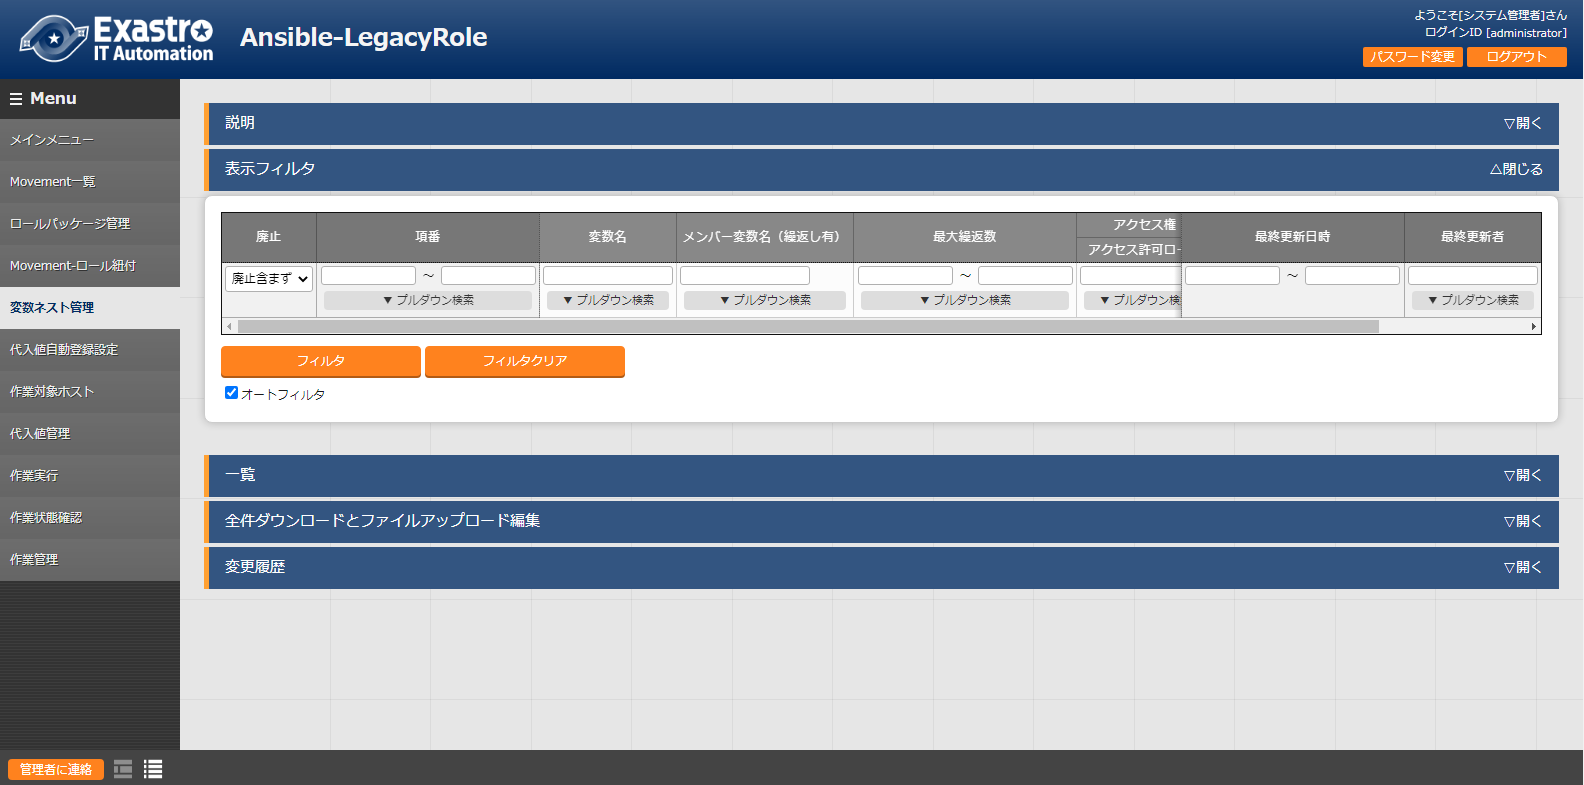 Exastro
IT Automation
Ansible-LegacyRole
ようこそ[システム管理者]さん
ログインID [administrator]
パスワード変更
ログアウト
Menu
メインメニュー
Movement一覧
ロールパッケージ管理
Movement-ロール紐付
変数ネスト管理
代入値自動登録設定
作業対象ホスト
代入値管理
作業実行
作業状態確認
作業管理
説明
▽開く
表示フィルタ
△閉じる
廃止
項番
変数名
メンバー変数名（繰返し有）
最大繰返数
アクセス権
アクセス許可ロー
最終更新日時
最終更新者
廃止含まず
～
～
～
▼ プルダウン検索
▼ プルダウン検索
▼ プルダウン検索
▼ プルダウン検索
▼ プルダウン検
▼ プルダウン検索
フィルタ
フィルタクリア
オートフィルタ
一覧
▽開く
全件ダウンロードとファイルアップロード編集
▽開く
変更履歴
▽開く
管理者に連絡